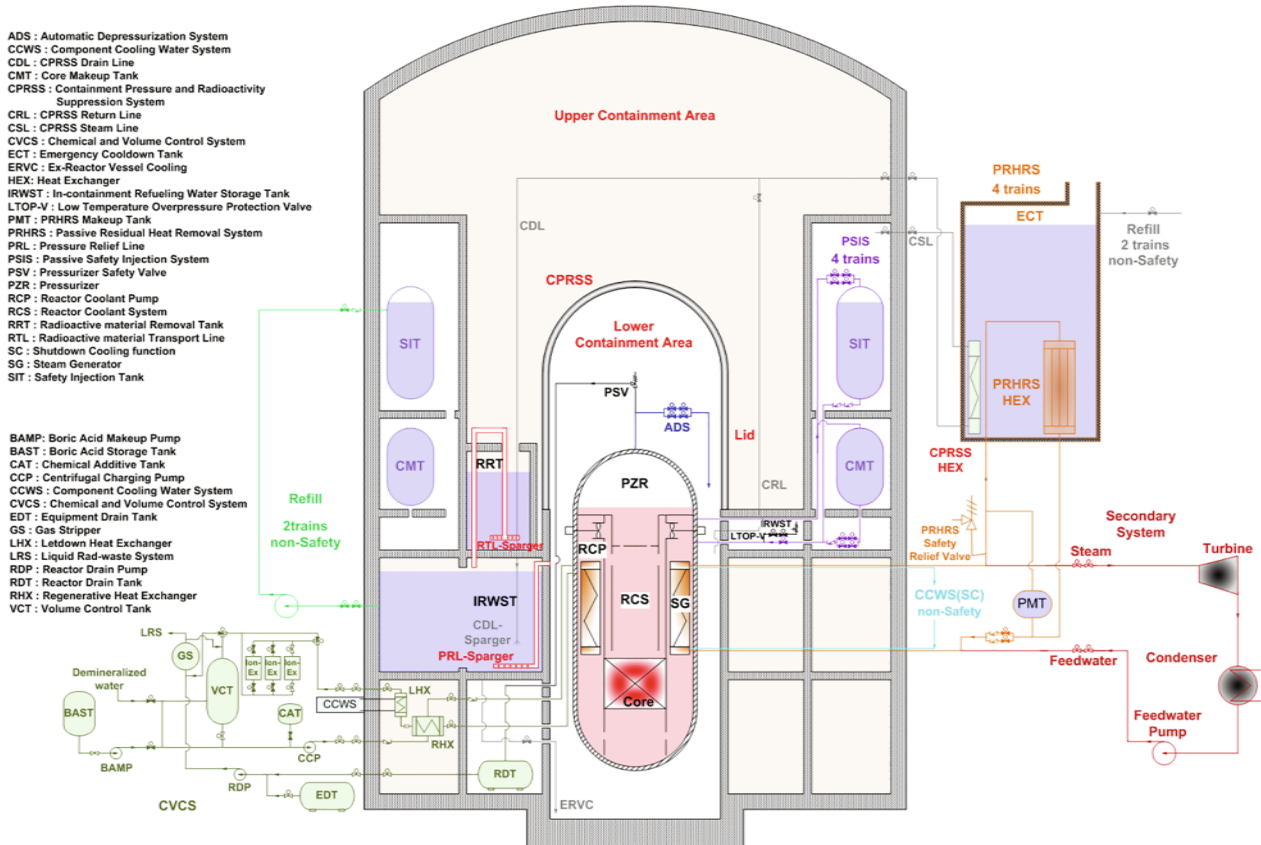 ADS : Automatic Depressurization System
CCWS : Component Cooling Water System
CDL : CPRSS Drain Line
CMT : Core Makeup Tank
CPRSS : Containment Pressure and Radioactivity
Suppression System
CRL : CPRSS Return Line
CSL : CPRSS Steam Line
CVCS : Chemical and Volume Control System
ECT : Emergency Cooldown Tank
ERVC : Ex-Reactor Vessel Cooling
HEX: Heat Exchanger
IRWST : In-containment Refueling Water Storage Tank
LTOP-V : Low Temperature Overpressure Protection Valve
PMT : PRHRS Makeup Tank
PRHRS : Passive Residual Heat Removal System
PRL : Pressure Relief Line
PSIS : Passive Safety Injection System
PSV : Pressurizer Safety Valve
PZR : Pressurizer
RCP : Reactor Coolant Pump
RCS : Reactor Coolant System
RRT : Radioactive material Removal Tank
RTL : Radioactive material Transport Line
SC : Shutdown Cooling function
SG : Steam Generator
SIT : Safety Injection Tank
BAMP: Boric Acid Makeup Pump
BAST : Boric Acid Storage Tank
CAT : Chemical Additive Tank
CCP : Centrifugal Charging Pump
CCWS : Component Cooling Water System
CVCS : Chemical and Volume Control System
EDT : Equipment Drain Tank
GS : Gas Stripper
LHX : Letdown Heat Exchanger
LRS : Liquid Rad-waste System
RDP : Reactor Drain Pump
RDT : Reactor Drain Tank
RHX : Regenerative Heat Exchanger
VCT : Volume Control Tank
Upper Containment Area
CDL
CPRSS
Lower
Containment Area
PSV
ADS
Lid
PZR
CRL
PSIS
4 trains
SIT
SIT
CMT
CMT
CSL
PRHRS
4 trains
ECT
Refill
2 trains
non-Safety
PRHRS
HEX
CPRSS
HEX
Refill
2trains
non-Safety
RRT
RTL-Sparger
IRWST
CDL-
Sparger
PRL-Sparger
RCP
RCS
SG
Core
IRWST
LTOP-V
PRHRS
Safety
Relief Valve
CCWS(SC)
non-Safety
PMT
Secondary
System
Steam
Turbine
Feedwater
Condenser
Feedwater
Pump
LRS
GS
Demineralized
water
VCT
Ion-
Ex
Ion-
Ex
Ion-
Ex
BAST
CAT
CCWS
LHX
RHX
BAMP
CCP
RDP
EDT
RDT
CVCS
ERVC